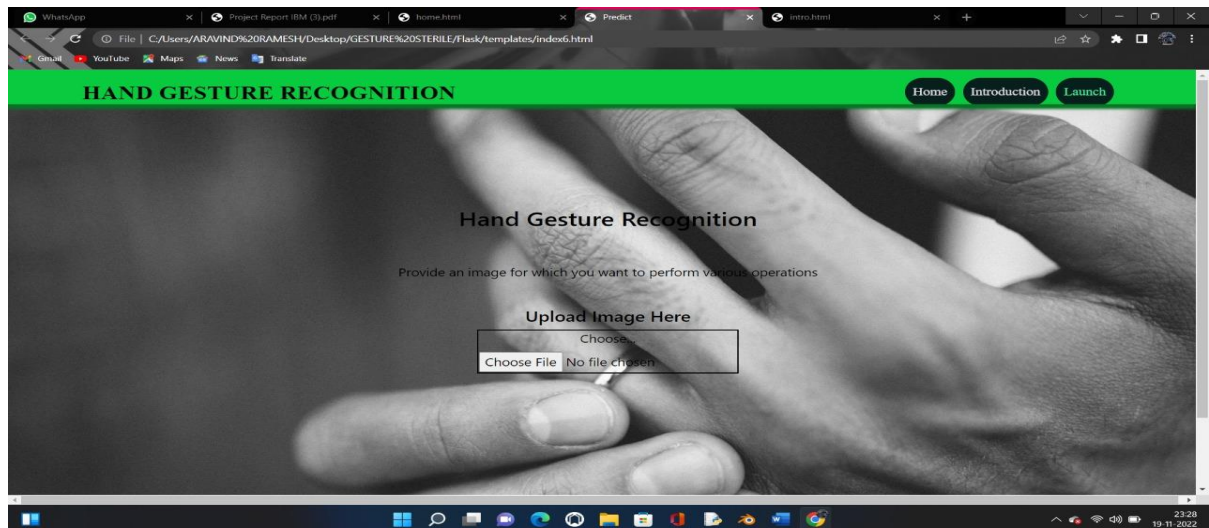 WhatsApp
Project Report IBM (3).pdf
home.html
Predict
intro.html
File | C:/Users/ARAVIND%20RAMESH/Desktop/GESTURE%20STERILE/Flask/templates/index6.html
Gmail
YouTube
Maps
News
Translate
HAND GESTURE RECOGNITION
Home
Introduction
Launch
Hand Gesture Recognition
Provide an image for which you want to perform various operations
Upload Image Here
Choose...
Choose File No file chosen
23:28
19-11-2022